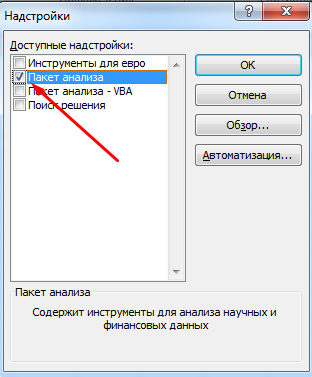 Надстройки
Доступные надстройки:
Инструменты для евро
Пакет анализа
Пакет анализа - VBA
Поиск решения
ОК
Отмена
Обзор...
Автоматизация...
Пакет анализа
Содержит инструменты для анализа научных и
финансовых данных